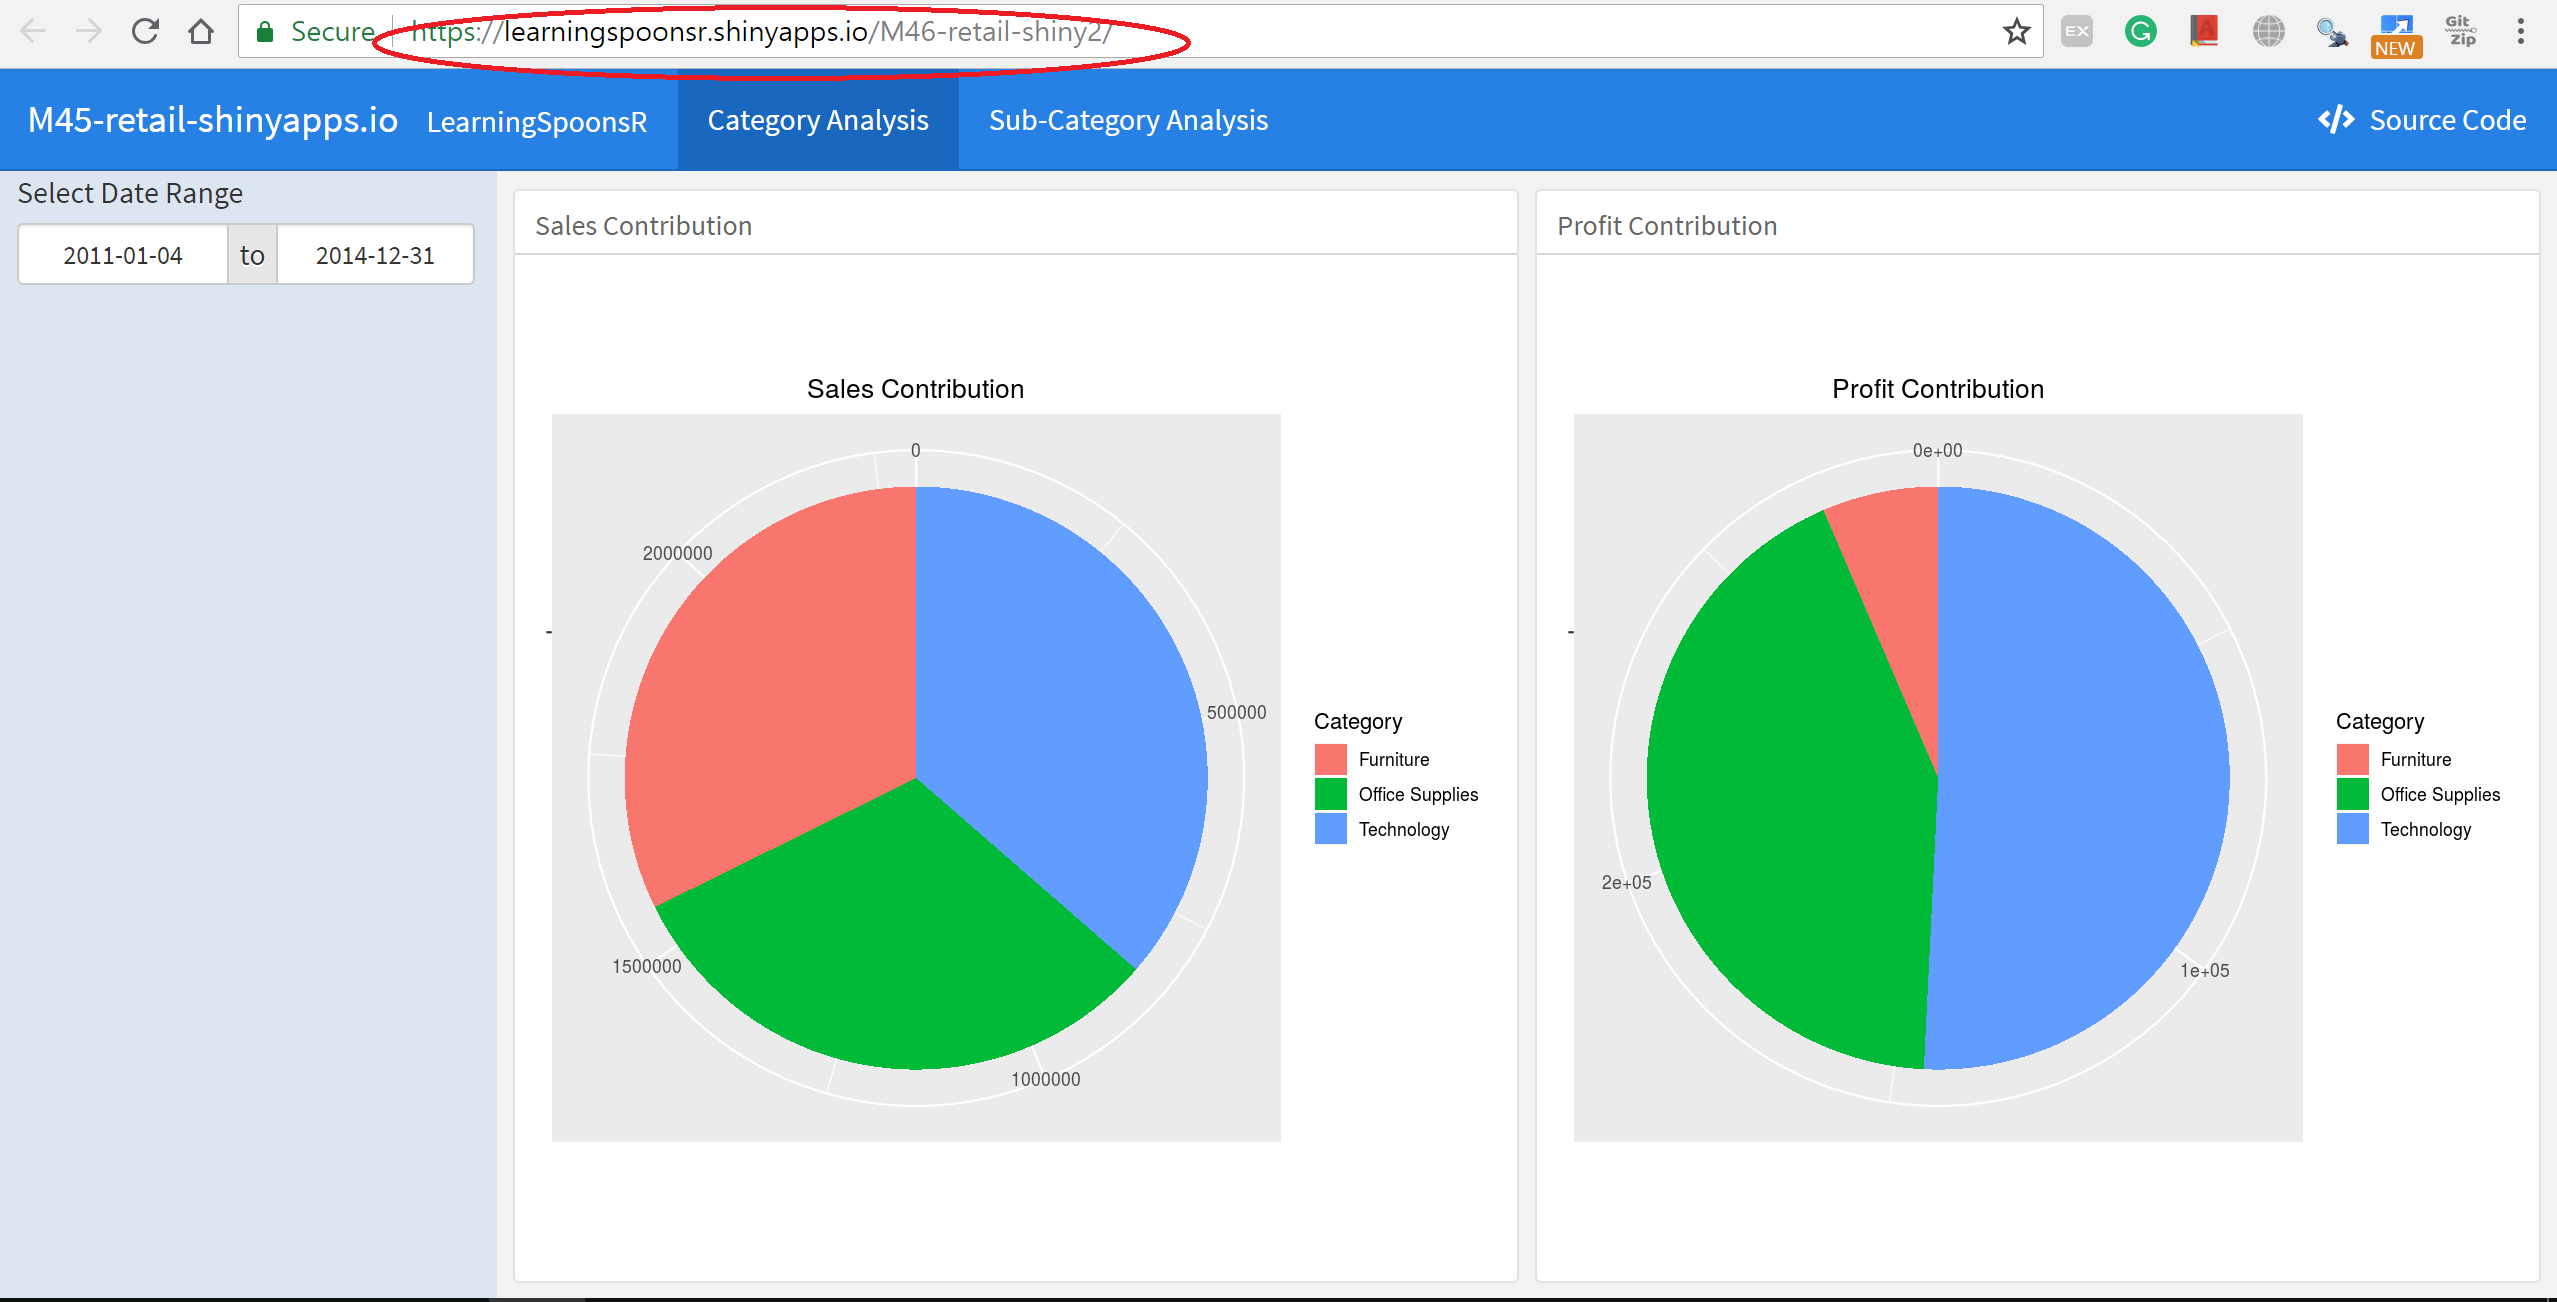 Secure https://learningspoonsr.shinyapps.io/M46-retail-shiny2/
EX
G
A
NEW
Git
Zip
M45-retail-shinyapps.io LearningSpoonsR Category Analysis Sub-Category Analysis </> Source Code
Select Date Range
2011-01-04 to 2014-12-31
Sales Contribution
Sales Contribution
0
2000000
500000
1500000
1000000
Category
Furniture
Office Supplies
Technology
Profit Contribution
Profit Contribution
0e+00
2e+05
1e+05
Category
Furniture
Office Supplies
Technology